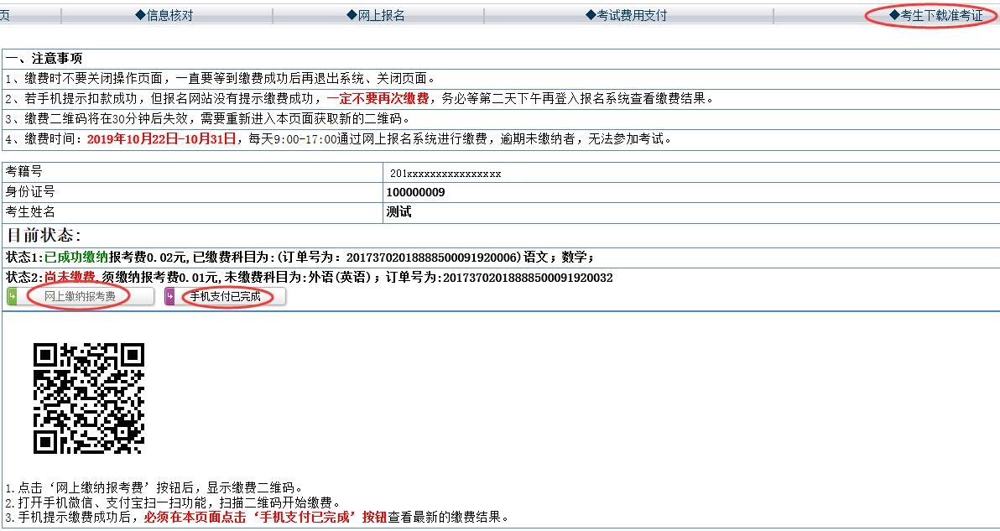 页 ◆信息核对 ◆网上报名 ◆考试费用支付 ◆考生下载准考证
一、注意事项
1、缴费时不要关闭操作页面，一直要等到缴费成功后再退出系统、关闭页面。
2、若手机提示扣款成功，但报名网站没有提示缴费成功，一定不要再次缴费，务必等第二天下午再登入报名系统查看缴费结果。
3、缴费二维码将在30分钟后失效，需要重新进入本页面获取新的二维码。
4、缴费时间：2019年10月22日-10月31日，每天9:00-17:00通过网上报名系统进行缴费，逾期未缴纳者，无法参加考试。
考籍号 201xxxxxxxxxxxxxxxxx
身份证号 100000009
考生姓名 测试
目前状态:
状态1:已成功缴纳报考费0.02元,已缴费科目为:(订单号为：20173702018888500091920006)语文；数学；
状态2:尚未缴费,须缴纳报考费0.01元,未缴费科目为:外语(英语)；订单号为:20173702018888500091920032
网上缴纳报考费 手机支付已完成
1.点击‘网上缴纳报考费’按钮后，显示缴费二维码。
2.打开手机微信、支付宝扫一扫功能，扫描二维码开始缴费。
3.手机提示缴费成功后，必须在本页面点击‘手机支付已完成’按钮查看最新的缴费结果。